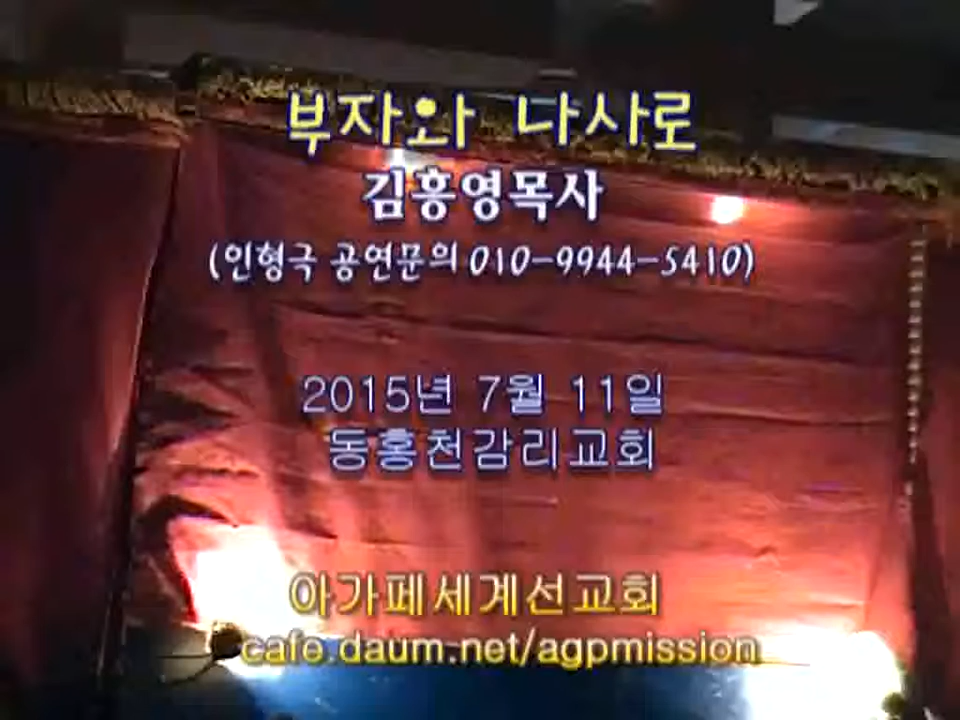 부자와 나사로
김흥영목사
(인형극 공연문의 010-9944-5410)
2015년 7월 11일
동홍천감리교회
아가페세계선교회
cafe.daum.net/agpmission